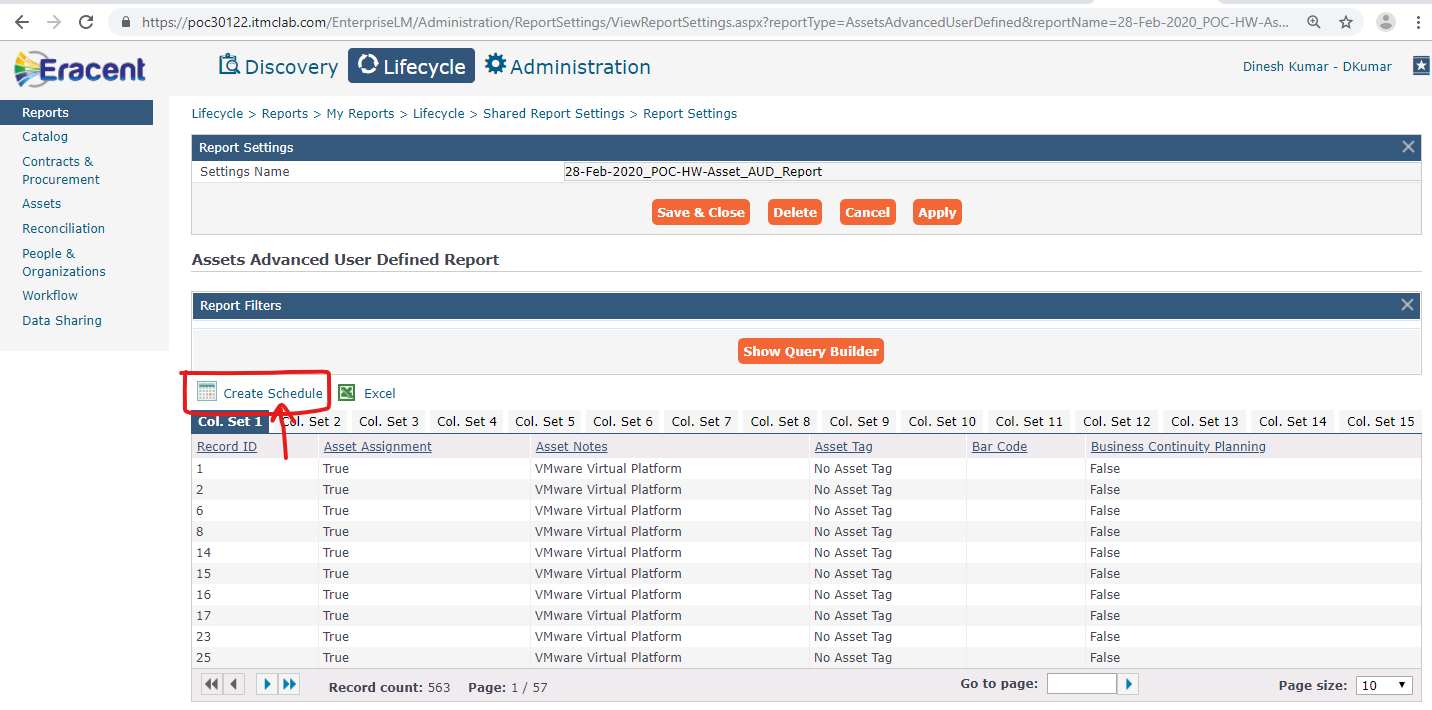 https://poc30122.itmclab.com/EnterpriseLM/Administration/ReportSettings/ViewReportSettings.aspx?reportType=AssetsAdvancedUserDefined&reportName=28-Feb-2020_POC-HW-As...
Eracent
Discovery Lifecycle Administration
Dinesh Kumar - DKumar
Reports
Catalog
Contracts &
Procurement
Assets
Reconciliation
People &
Organizations
Workflow
Data Sharing
Lifecycle > Reports > My Reports > Lifecycle > Shared Report Settings > Report Settings
Report Settings
Settings Name 28-Feb-2020_POC-HW-Asset_AUD_Report
Save & Close Delete Cancel Apply
Assets Advanced User Defined Report
Report Filters
Show Query Builder
Create Schedule Excel
Col. Set 1 Col. Set 2 Col. Set 3 Col. Set 4 Col. Set 5 Col. Set 6 Col. Set 7 Col. Set 8 Col. Set 9 Col. Set 10 Col. Set 11 Col. Set 12 Col. Set 13 Col. Set 14 Col. Set 15
Record ID Asset Assignment Asset Notes Asset Tag Bar Code Business Continuity Planning
1 True VMware Virtual Platform No Asset Tag False
2 True VMware Virtual Platform No Asset Tag False
6 True VMware Virtual Platform No Asset Tag False
8 True VMware Virtual Platform No Asset Tag False
14 True VMware Virtual Platform No Asset Tag False
15 True VMware Virtual Platform No Asset Tag False
16 True VMware Virtual Platform No Asset Tag False
17 True VMware Virtual Platform No Asset Tag False
23 True VMware Virtual Platform No Asset Tag False
25 True VMware Virtual Platform No Asset Tag False
Record count: 563 Page: 1 / 57 Go to page: Page size: 10